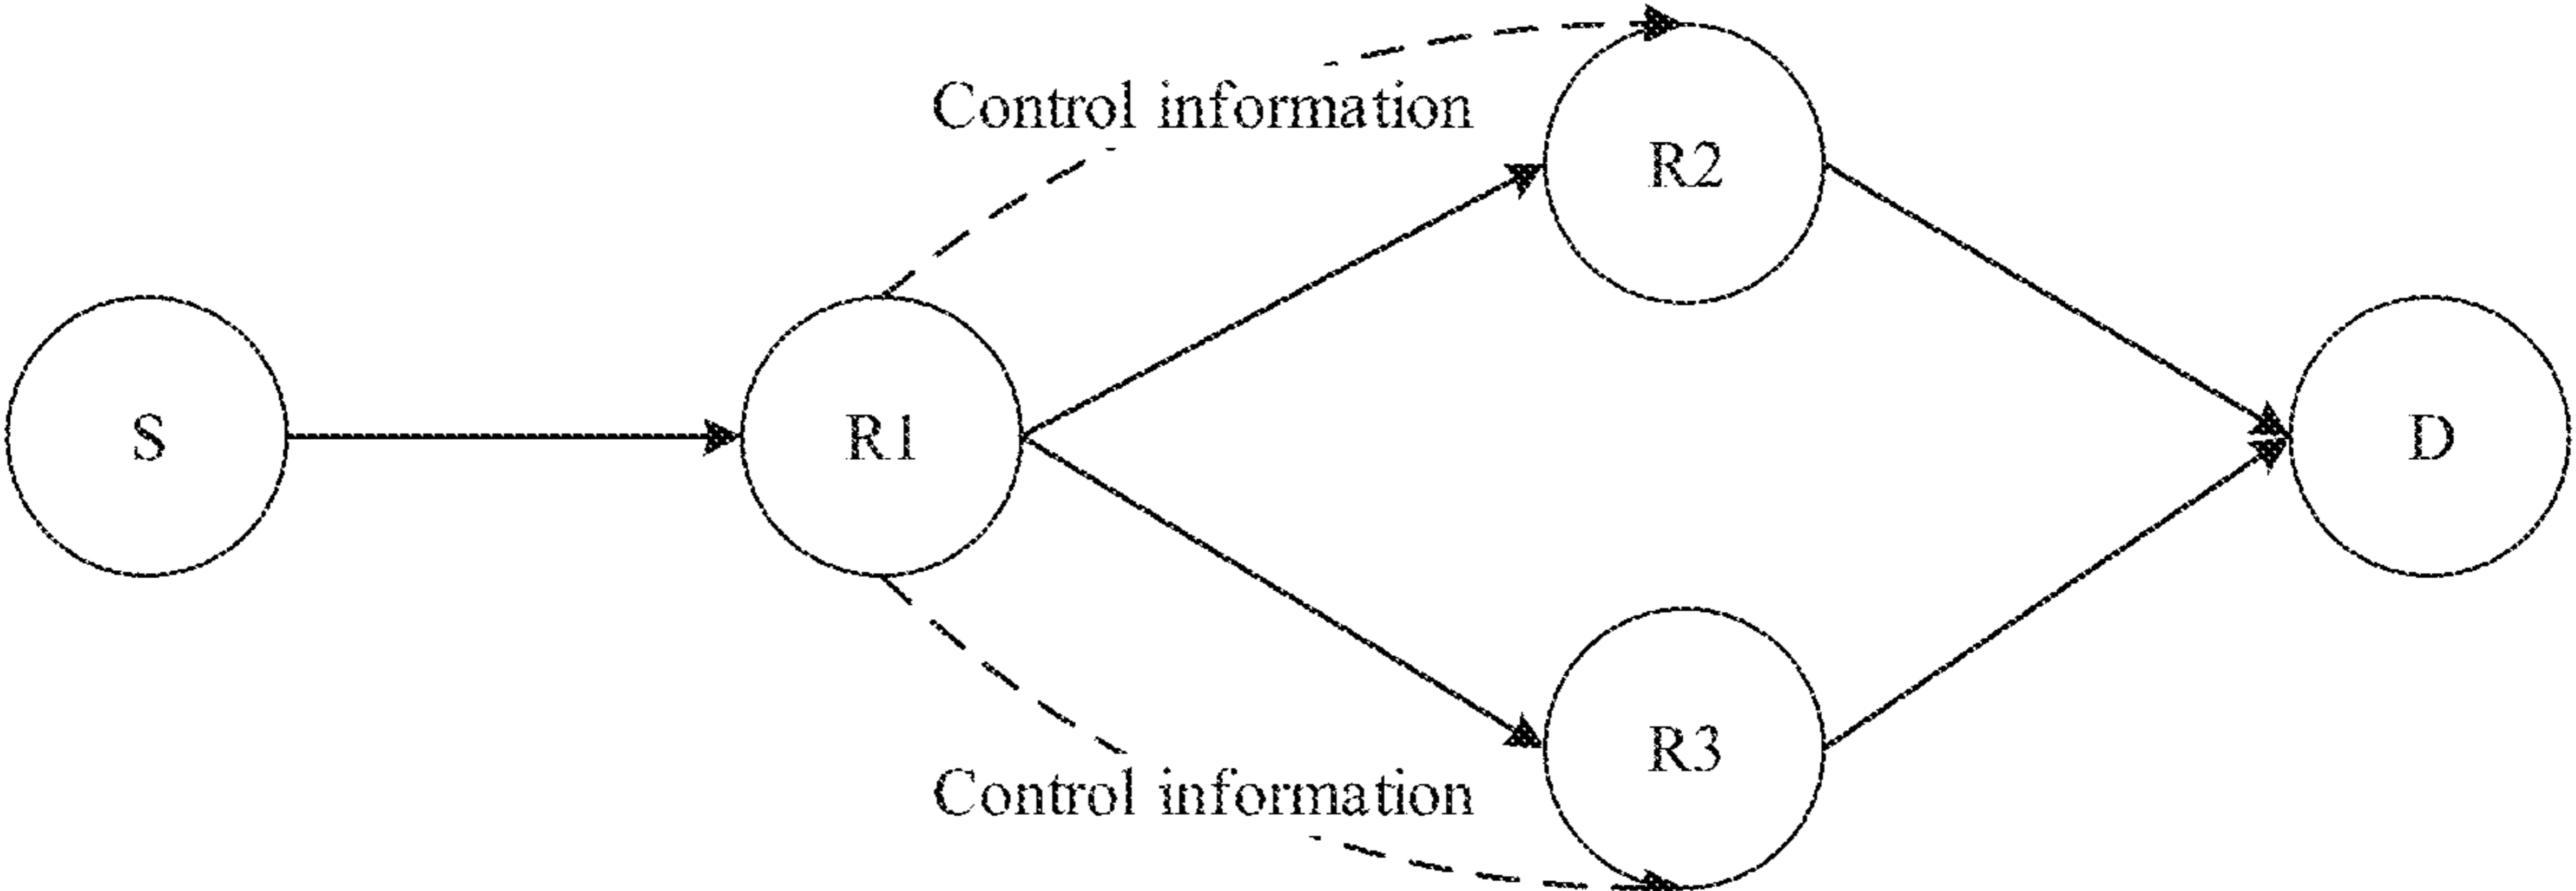 Control information
R2
S
R1
D
R3
Control information